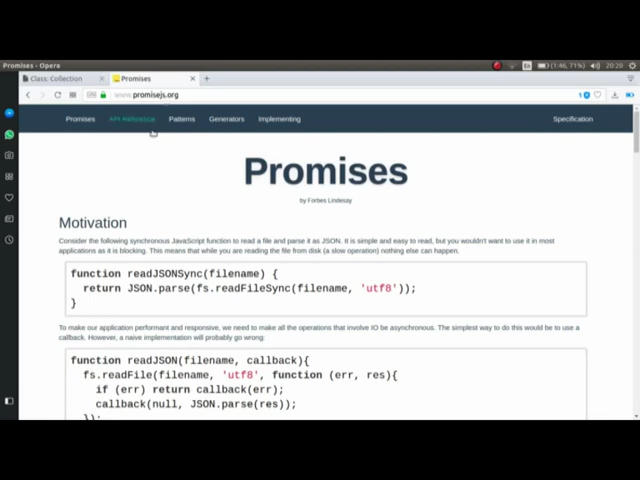 Promises - Opera
En
(1:46, 71%)
20:20
Class: Collection
Promises
www.promisejs.org
1
Promises
API Reference
Patterns
Generators
Implementing
Specification
Promises
by Forbes Lindesay
Motivation
Consider the following synchronous JavaScript function to read a file and parse it as JSON. It is simple and easy to read, but you wouldn't want to use it in most
applications as it is blocking. This means that while you are reading the file from disk (a slow operation) nothing else can happen.
function readJSONSync(filename) {
return JSON.parse(fs.readFileSync(filename, 'utf8'));
}
To make our application performant and responsive, we need to make all the operations that involve IO be asynchronous. The simplest way to do this would be to use a
callback. However, a naive implementation will probably go wrong:
function readJSON(filename, callback){
fs.readFile(filename, 'utf8', function (err, res){
if (err) return callback(err);
callback(null, JSON.parse(res));
});